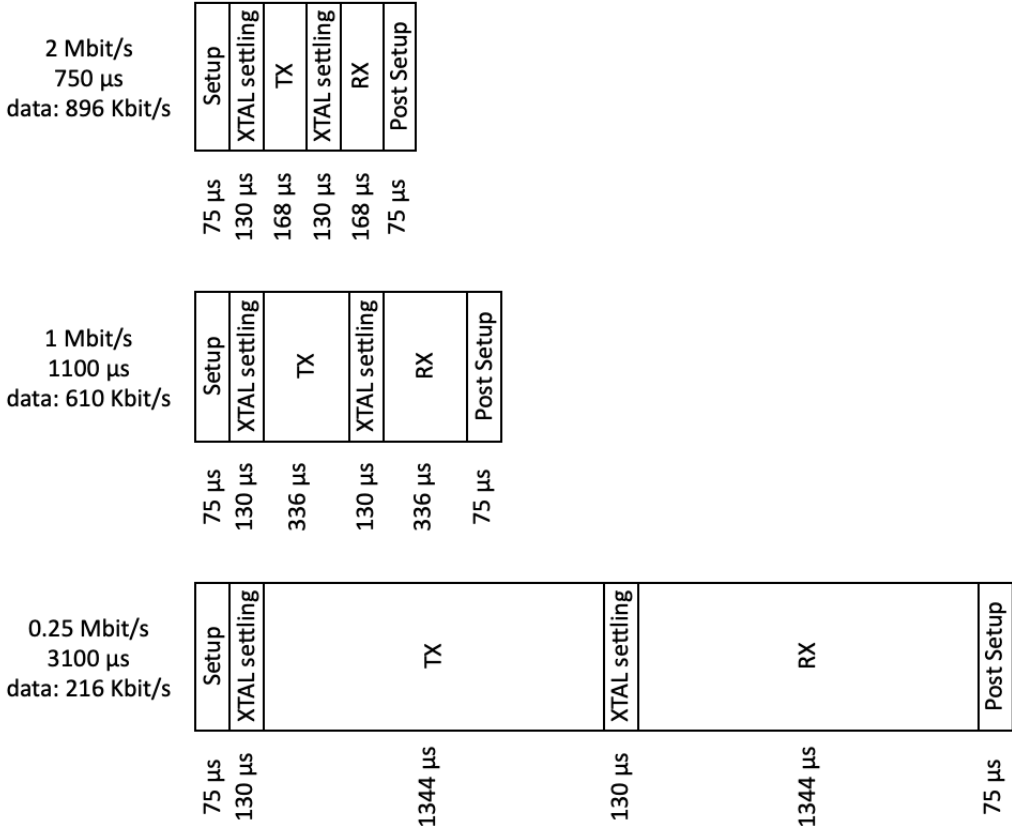 2 Mbit/s
750 µs
data: 896 Kbit/s
Setup
XTAL settling
TX
XTAL settling
RX
Post Setup
75 µs
130 µs
168 µs
130 µs
168 µs
75 µs
1 Mbit/s
1100 µs
data: 610 Kbit/s
Setup
XTAL settling
TX
XTAL settling
RX
Post Setup
75 µs
130 µs
336 µs
130 µs
336 µs
75 µs
0.25 Mbit/s
3100 µs
data: 216 Kbit/s
Setup
XTAL settling
TX
XTAL settling
RX
Post Setup
75 µs
130 µs
1344 µs
130 µs
1344 µs
75 µs